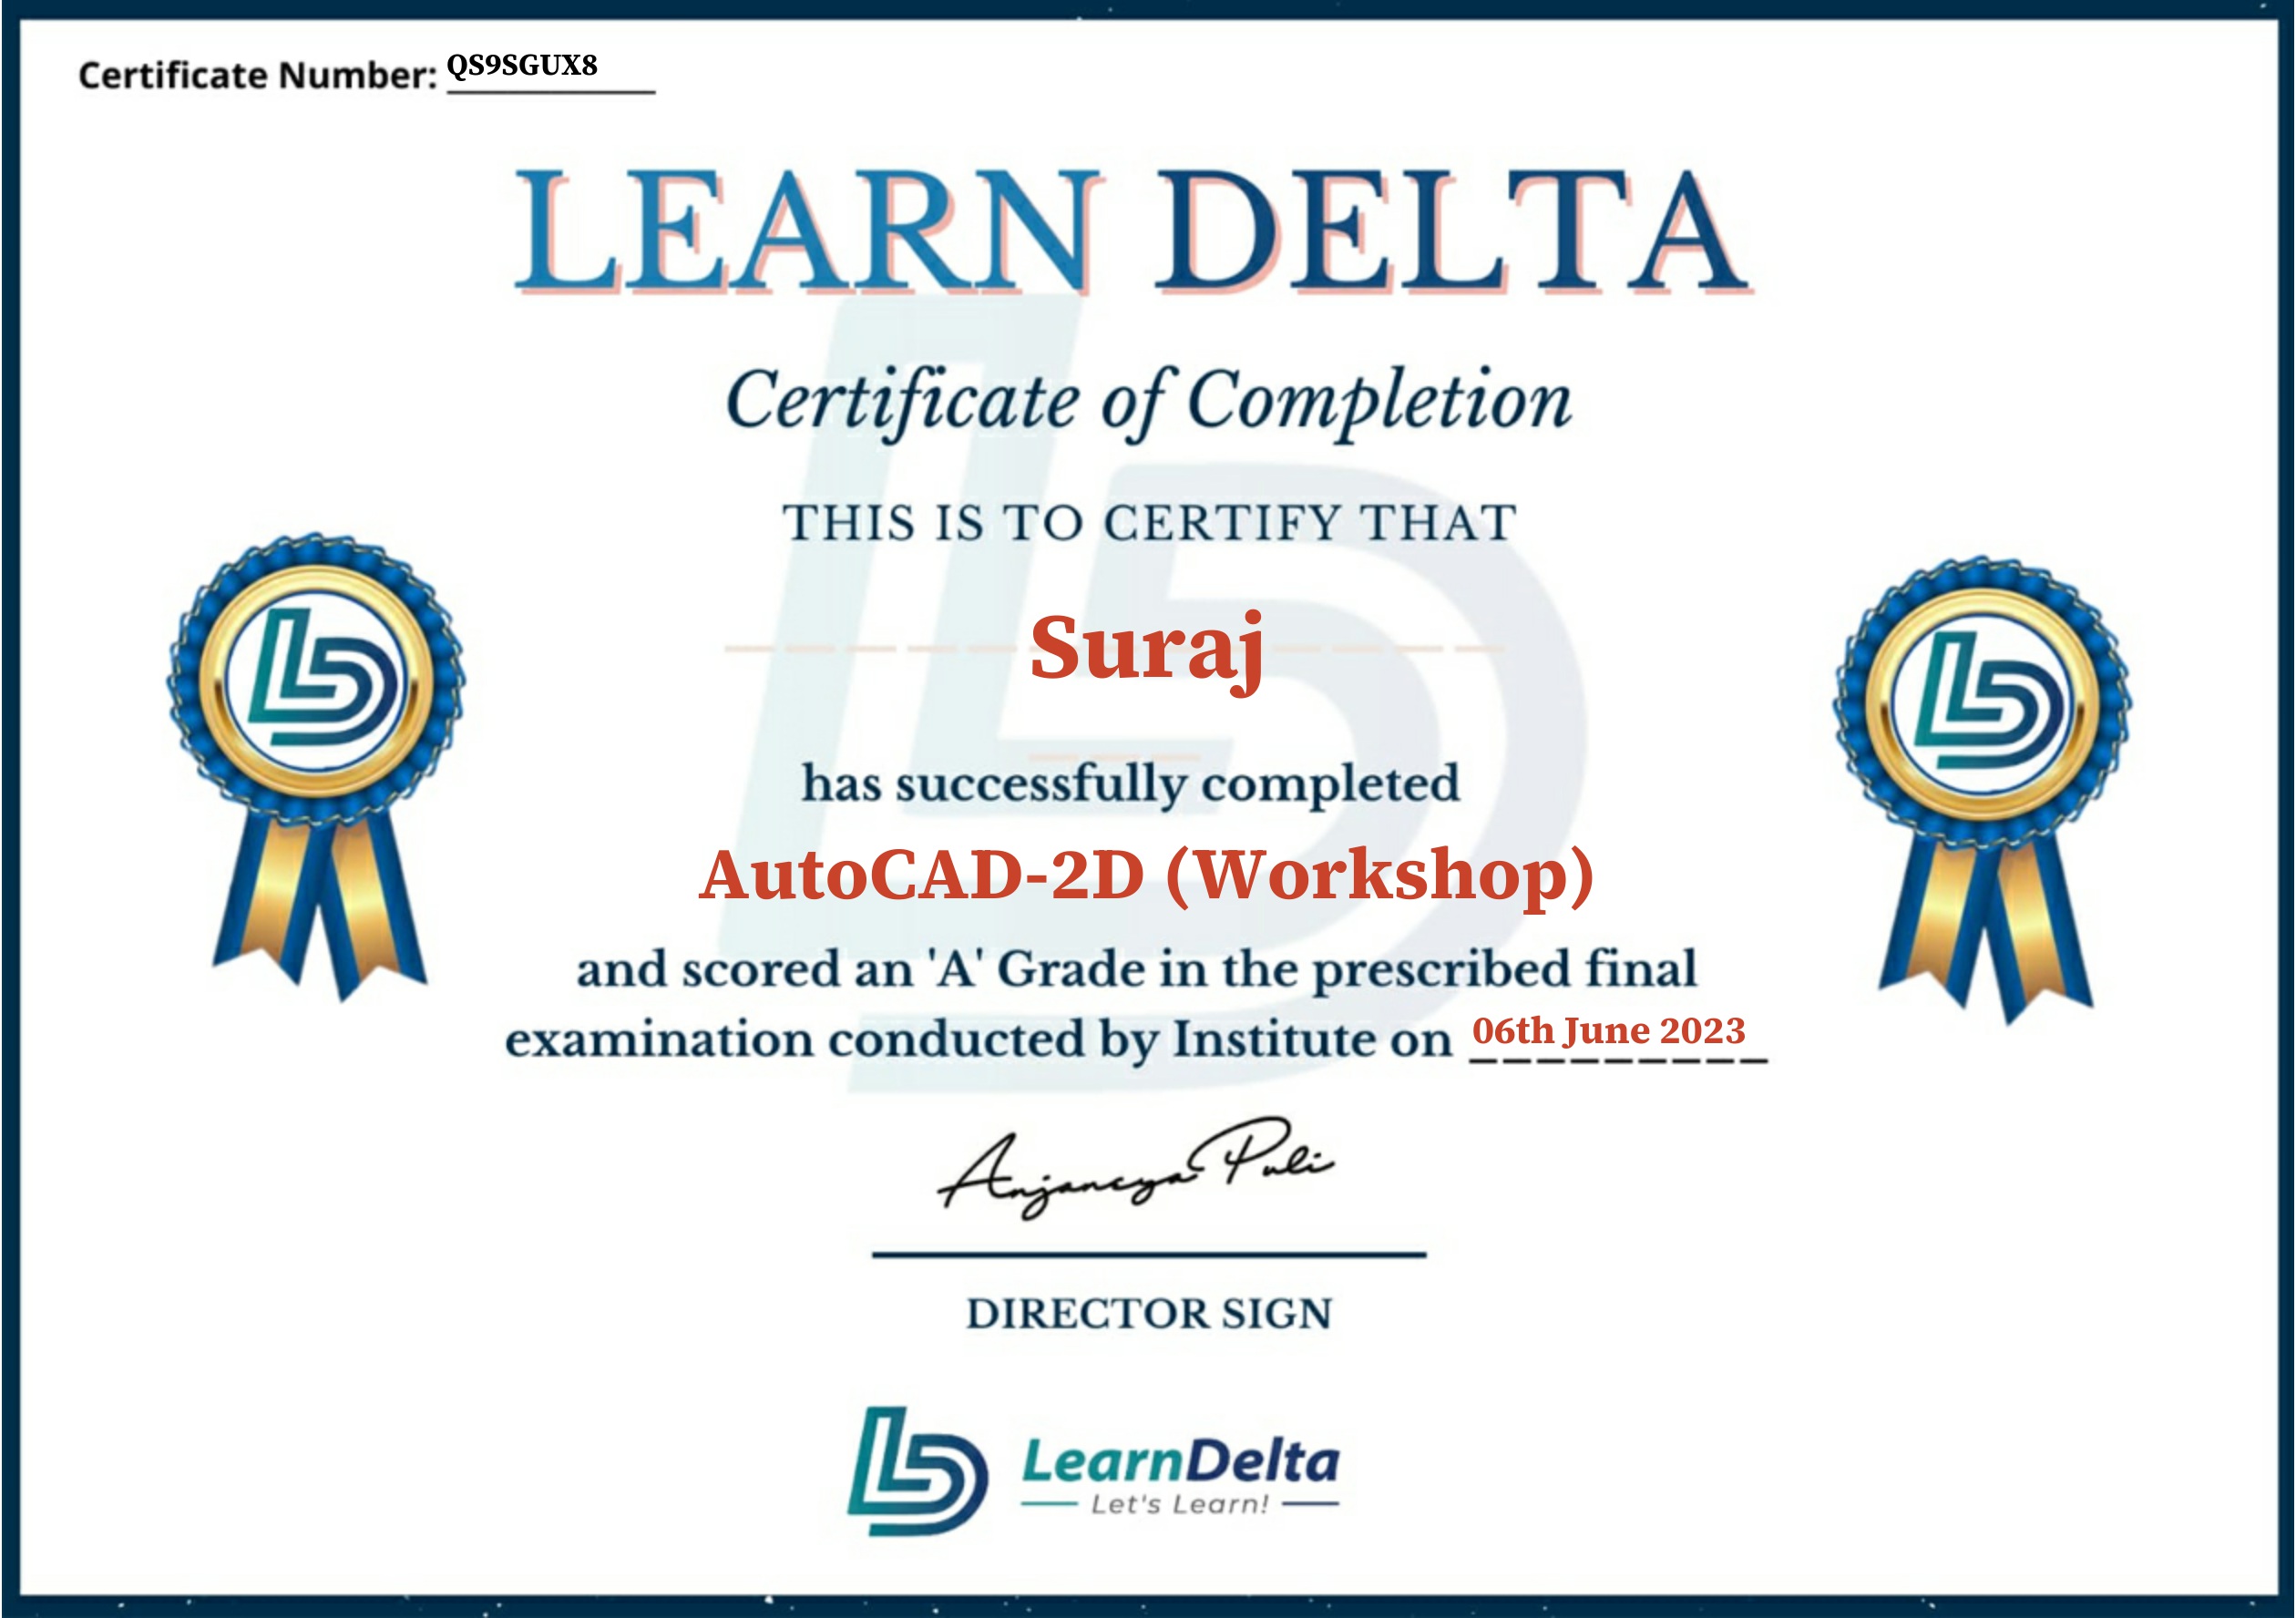 Certificate Number: QS9SGUX8
LEARN DELTA
Certificate of Completion
THIS IS TO CERTIFY THAT
Suraj
has successfully completed
AutoCAD-2D (Workshop)
and scored an 'A' Grade in the prescribed final
examination conducted by Institute on 06th June 2023
Anjaneya Puli
DIRECTOR SIGN
LearnDelta
Let's Learn!